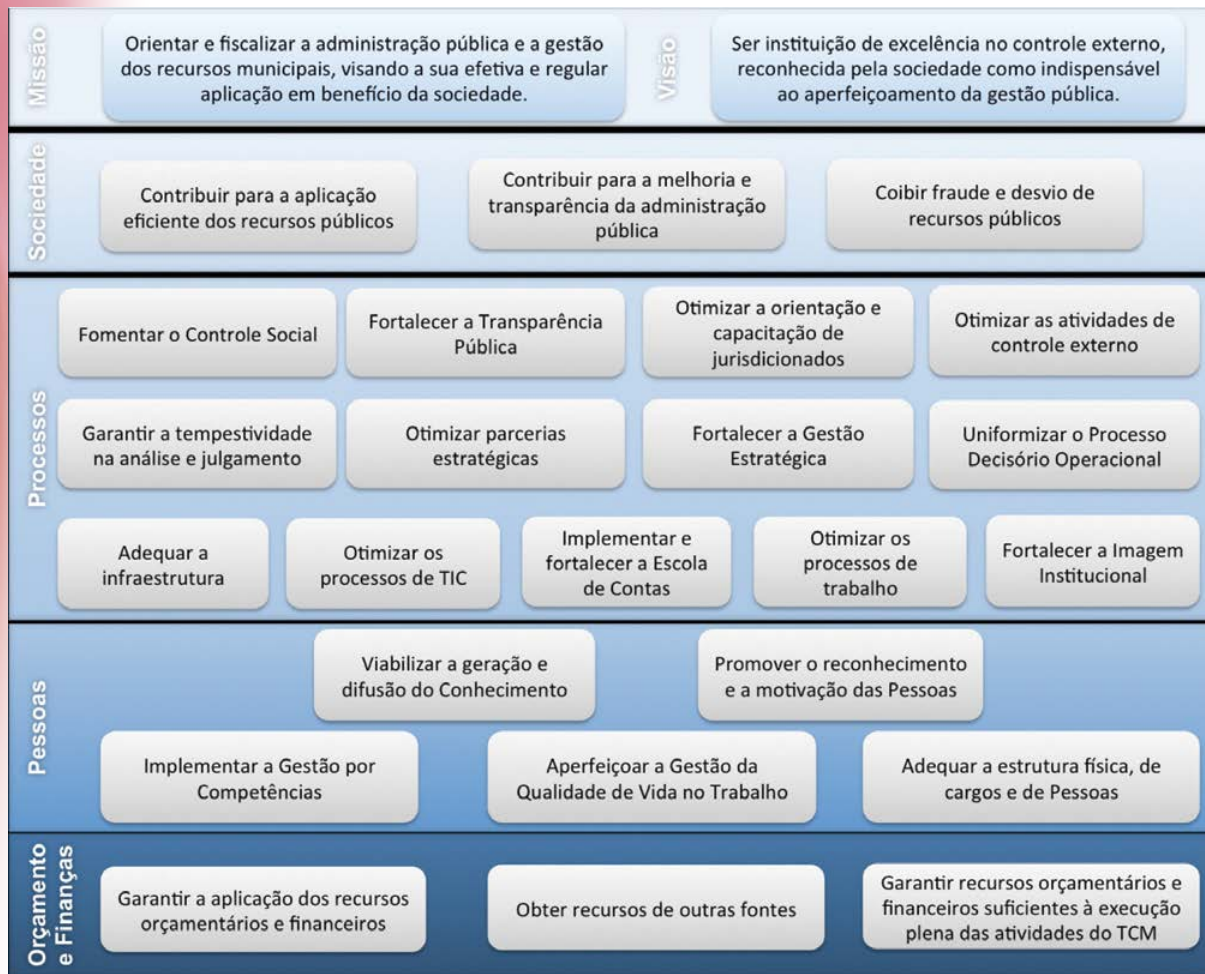 Missão
Orientar e fiscalizar a administração pública e a gestão
dos recursos municipais, visando a sua efetiva e regular
aplicação em benefício da sociedade.
Visão
Ser instituição de excelência no controle externo,
reconhecida pela sociedade como indispensável
ao aperfeiçoamento da gestão pública.
Sociedade
Contribuir para a aplicação
eficiente dos recursos públicos
Contribuir para a melhoria e
transparência da administração
pública
Coibir fraude e desvio de
recursos públicos
Processos
Fomentar o Controle Social
Fortalecer a Transparência
Pública
Otimizar a orientação e
capacitação de
jurisdicionados
Otimizar as atividades de
controle externo
Garantir a tempestividade
na análise e julgamento
Otimizar parcerias
estratégicas
Fortalecer a Gestão
Estratégica
Uniformizar o Processo
Decisório Operacional
Adequar a
infraestrutura
Otimizar os
processos de TIC
Implementar e
fortalecer a Escola
de Contas
Otimizar os
processos de
trabalho
Fortalecer a Imagem
Institucional
Pessoas
Viabilizar a geração e
difusão do Conhecimento
Promover o reconhecimento
e a motivação das Pessoas
Implementar a Gestão por
Competências
Aperfeiçoar a Gestão da
Qualidade de Vida no Trabalho
Adequar a estrutura física, de
cargos e de Pessoas
Orçamento
e Finanças
Garantir a aplicação dos recursos
orçamentários e financeiros
Obter recursos de outras fontes
Garantir recursos orçamentários e
financeiros suficientes à execução
plena das atividades do TCM